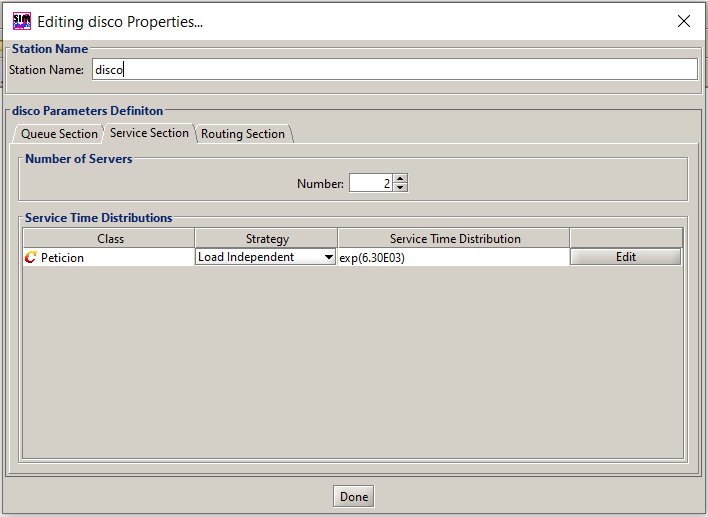 SIM
Editing disco Properties...
Station Name
Station Name: disco
disco Parameters Definiton
Queue Section Service Section Routing Section
Number of Servers
Number: 2
Service Time Distributions
Class Strategy Service Time Distribution
C Peticion Load Independent exp(6.30E03) Edit
Done